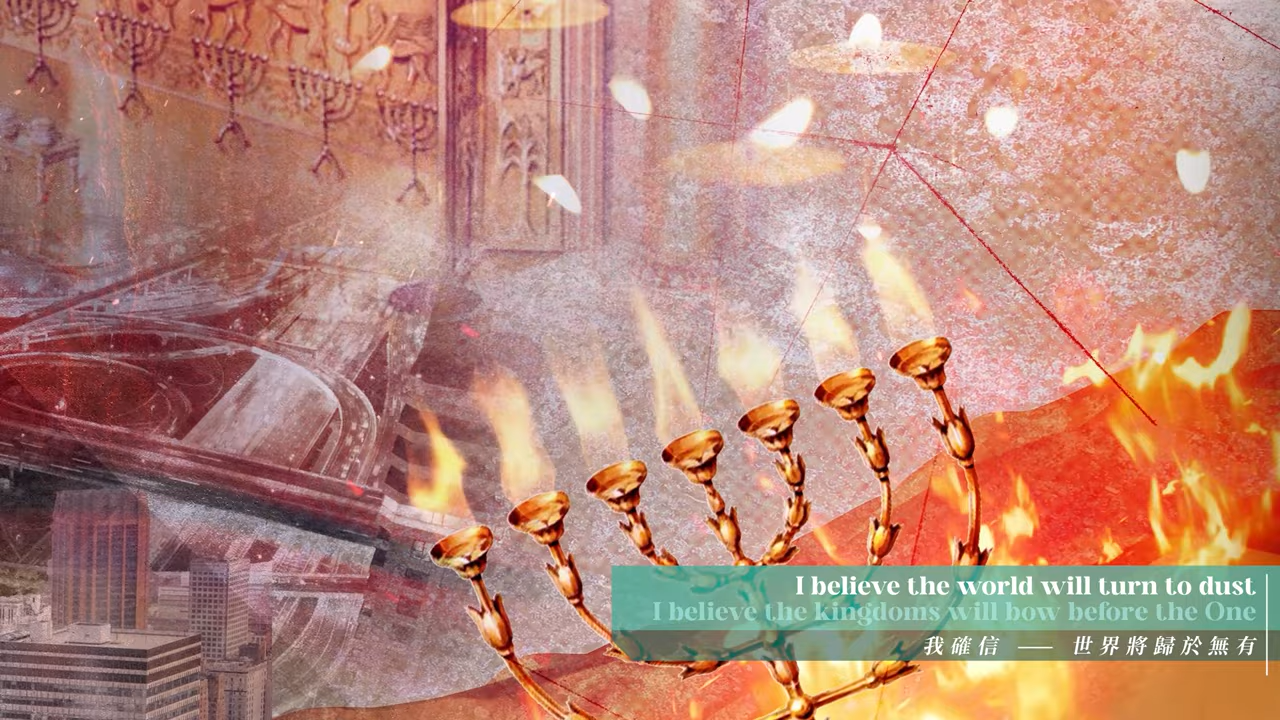 I believe the world will turn to dust
I believe the kingdoms will bow before the One
我確信 —— 世界將歸於無有